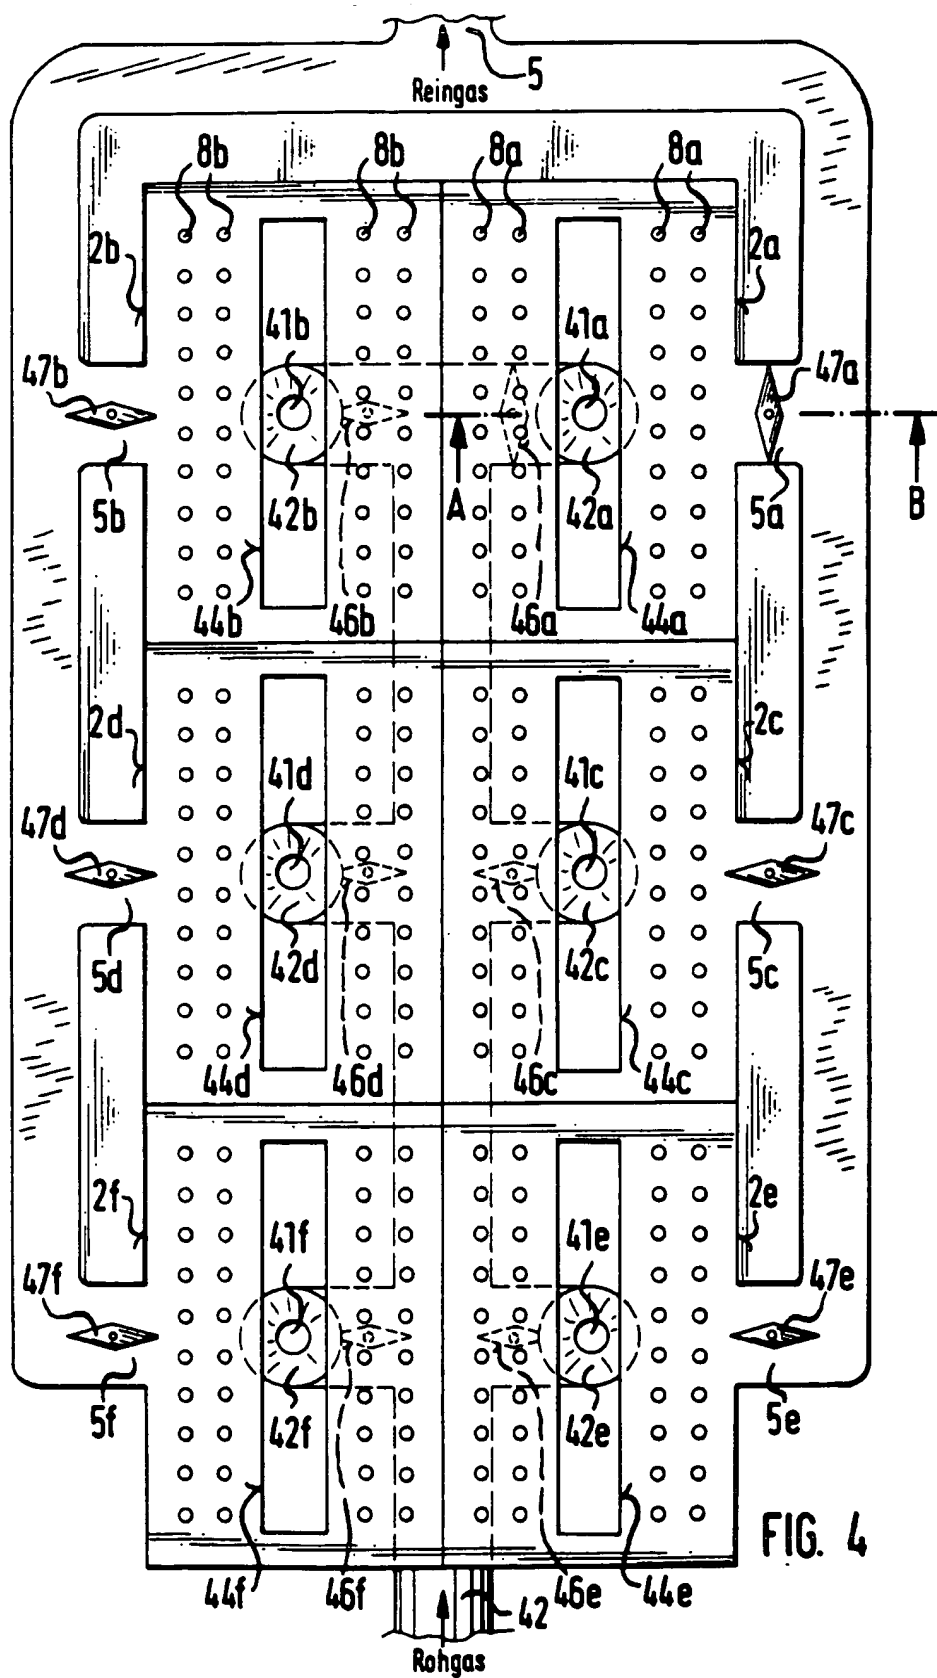 5
Reingas
8b 8b 8a 8a
2b 2a
41b 41a
47b 47a
5b 42b A 42a 5a B
44b 46b 46a 44a
2d 2c
41d 41c
47d 47c
5d 42d 42c 5c
44d 46d 46c 44c
2f 2e
41f 41e
47f 47e
5f 42f 42e 5e
FIG. 4
44f 46f 42 46e 44e
Rohgas